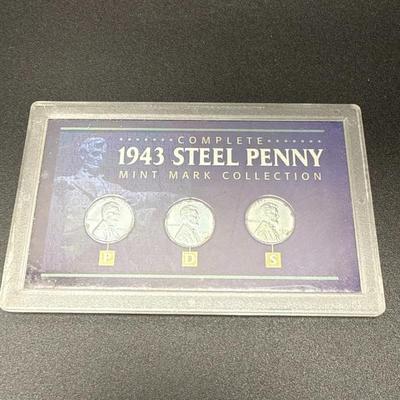 COMPLETE
1943 STEEL PENNY
MINT MARK COLLECTION
P D S